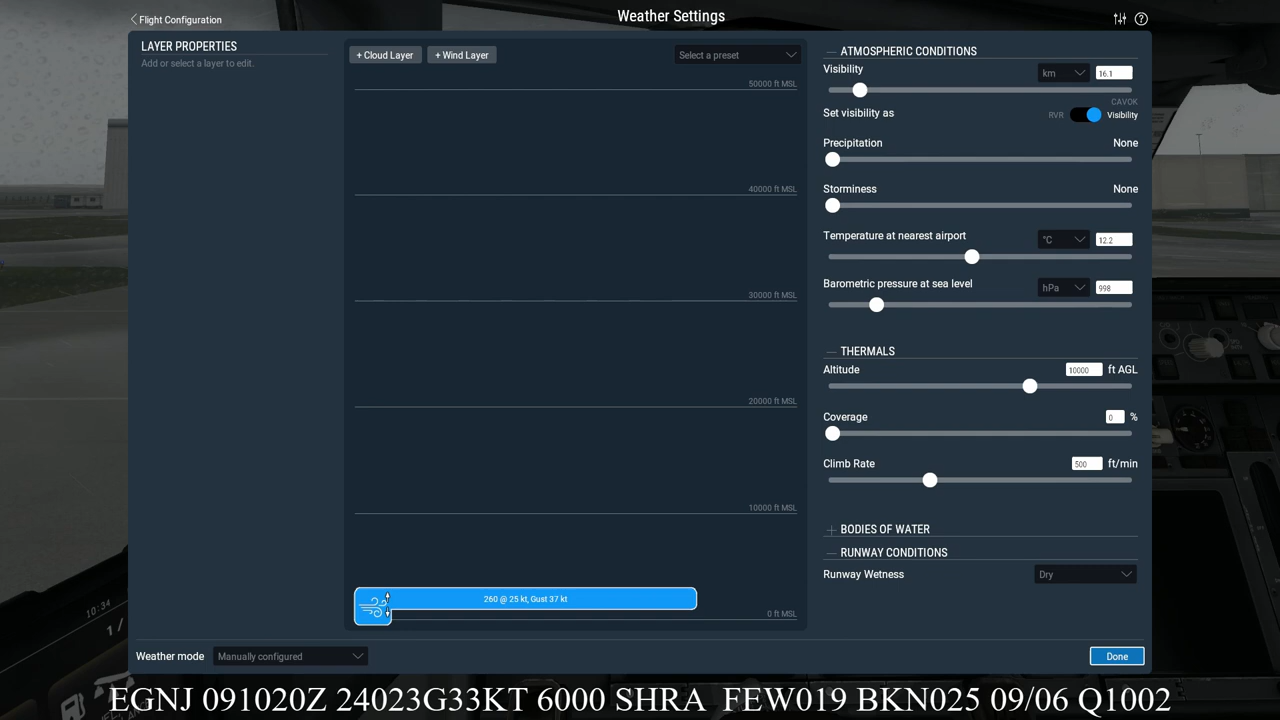 Flight Configuration
Weather Settings
LAYER PROPERTIES
Add or select a layer to edit.
+ Cloud Layer
+ Wind Layer
Select a preset
50000 ft MSL
40000 ft MSL
30000 ft MSL
20000 ft MSL
10000 ft MSL
260 @ 25 kt, Gust 37 kt
0 ft MSL
ATMOSPHERIC CONDITIONS
Visibility km 16.1
CAVOK
Set visibility as RVR Visibility
Precipitation None
Storminess None
Temperature at nearest airport °C 12.2
Barometric pressure at sea level hPa 998
THERMALS
Altitude 10000 ft AGL
Coverage 0 %
Climb Rate 500 ft/min
BODIES OF WATER
RUNWAY CONDITIONS
Runway Wetness Dry
10:34
1/
Weather mode Manually configured
Done
EGNJ 091020Z 24023G33KT 6000 SHRA FEW019 BKN025 09/06 Q1002